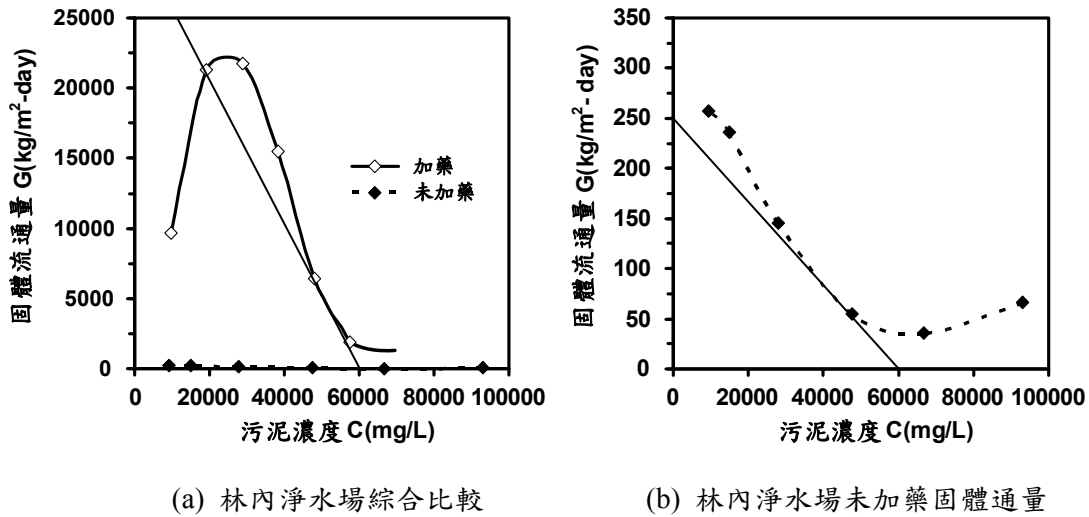 25000
20000
15000
10000
5000
0
固體流通量 G(kg/m²-day)
加藥
未加藥
0 20000 40000 60000 80000 100000
污泥濃度 C(mg/L)
(a) 林內淨水場綜合比較
350
300
250
200
150
100
50
0
固體流通量 G(kg/m²- day)
0 20000 40000 60000 80000 100000
污泥濃度 C(mg/L)
(b) 林內淨水場未加藥固體通量